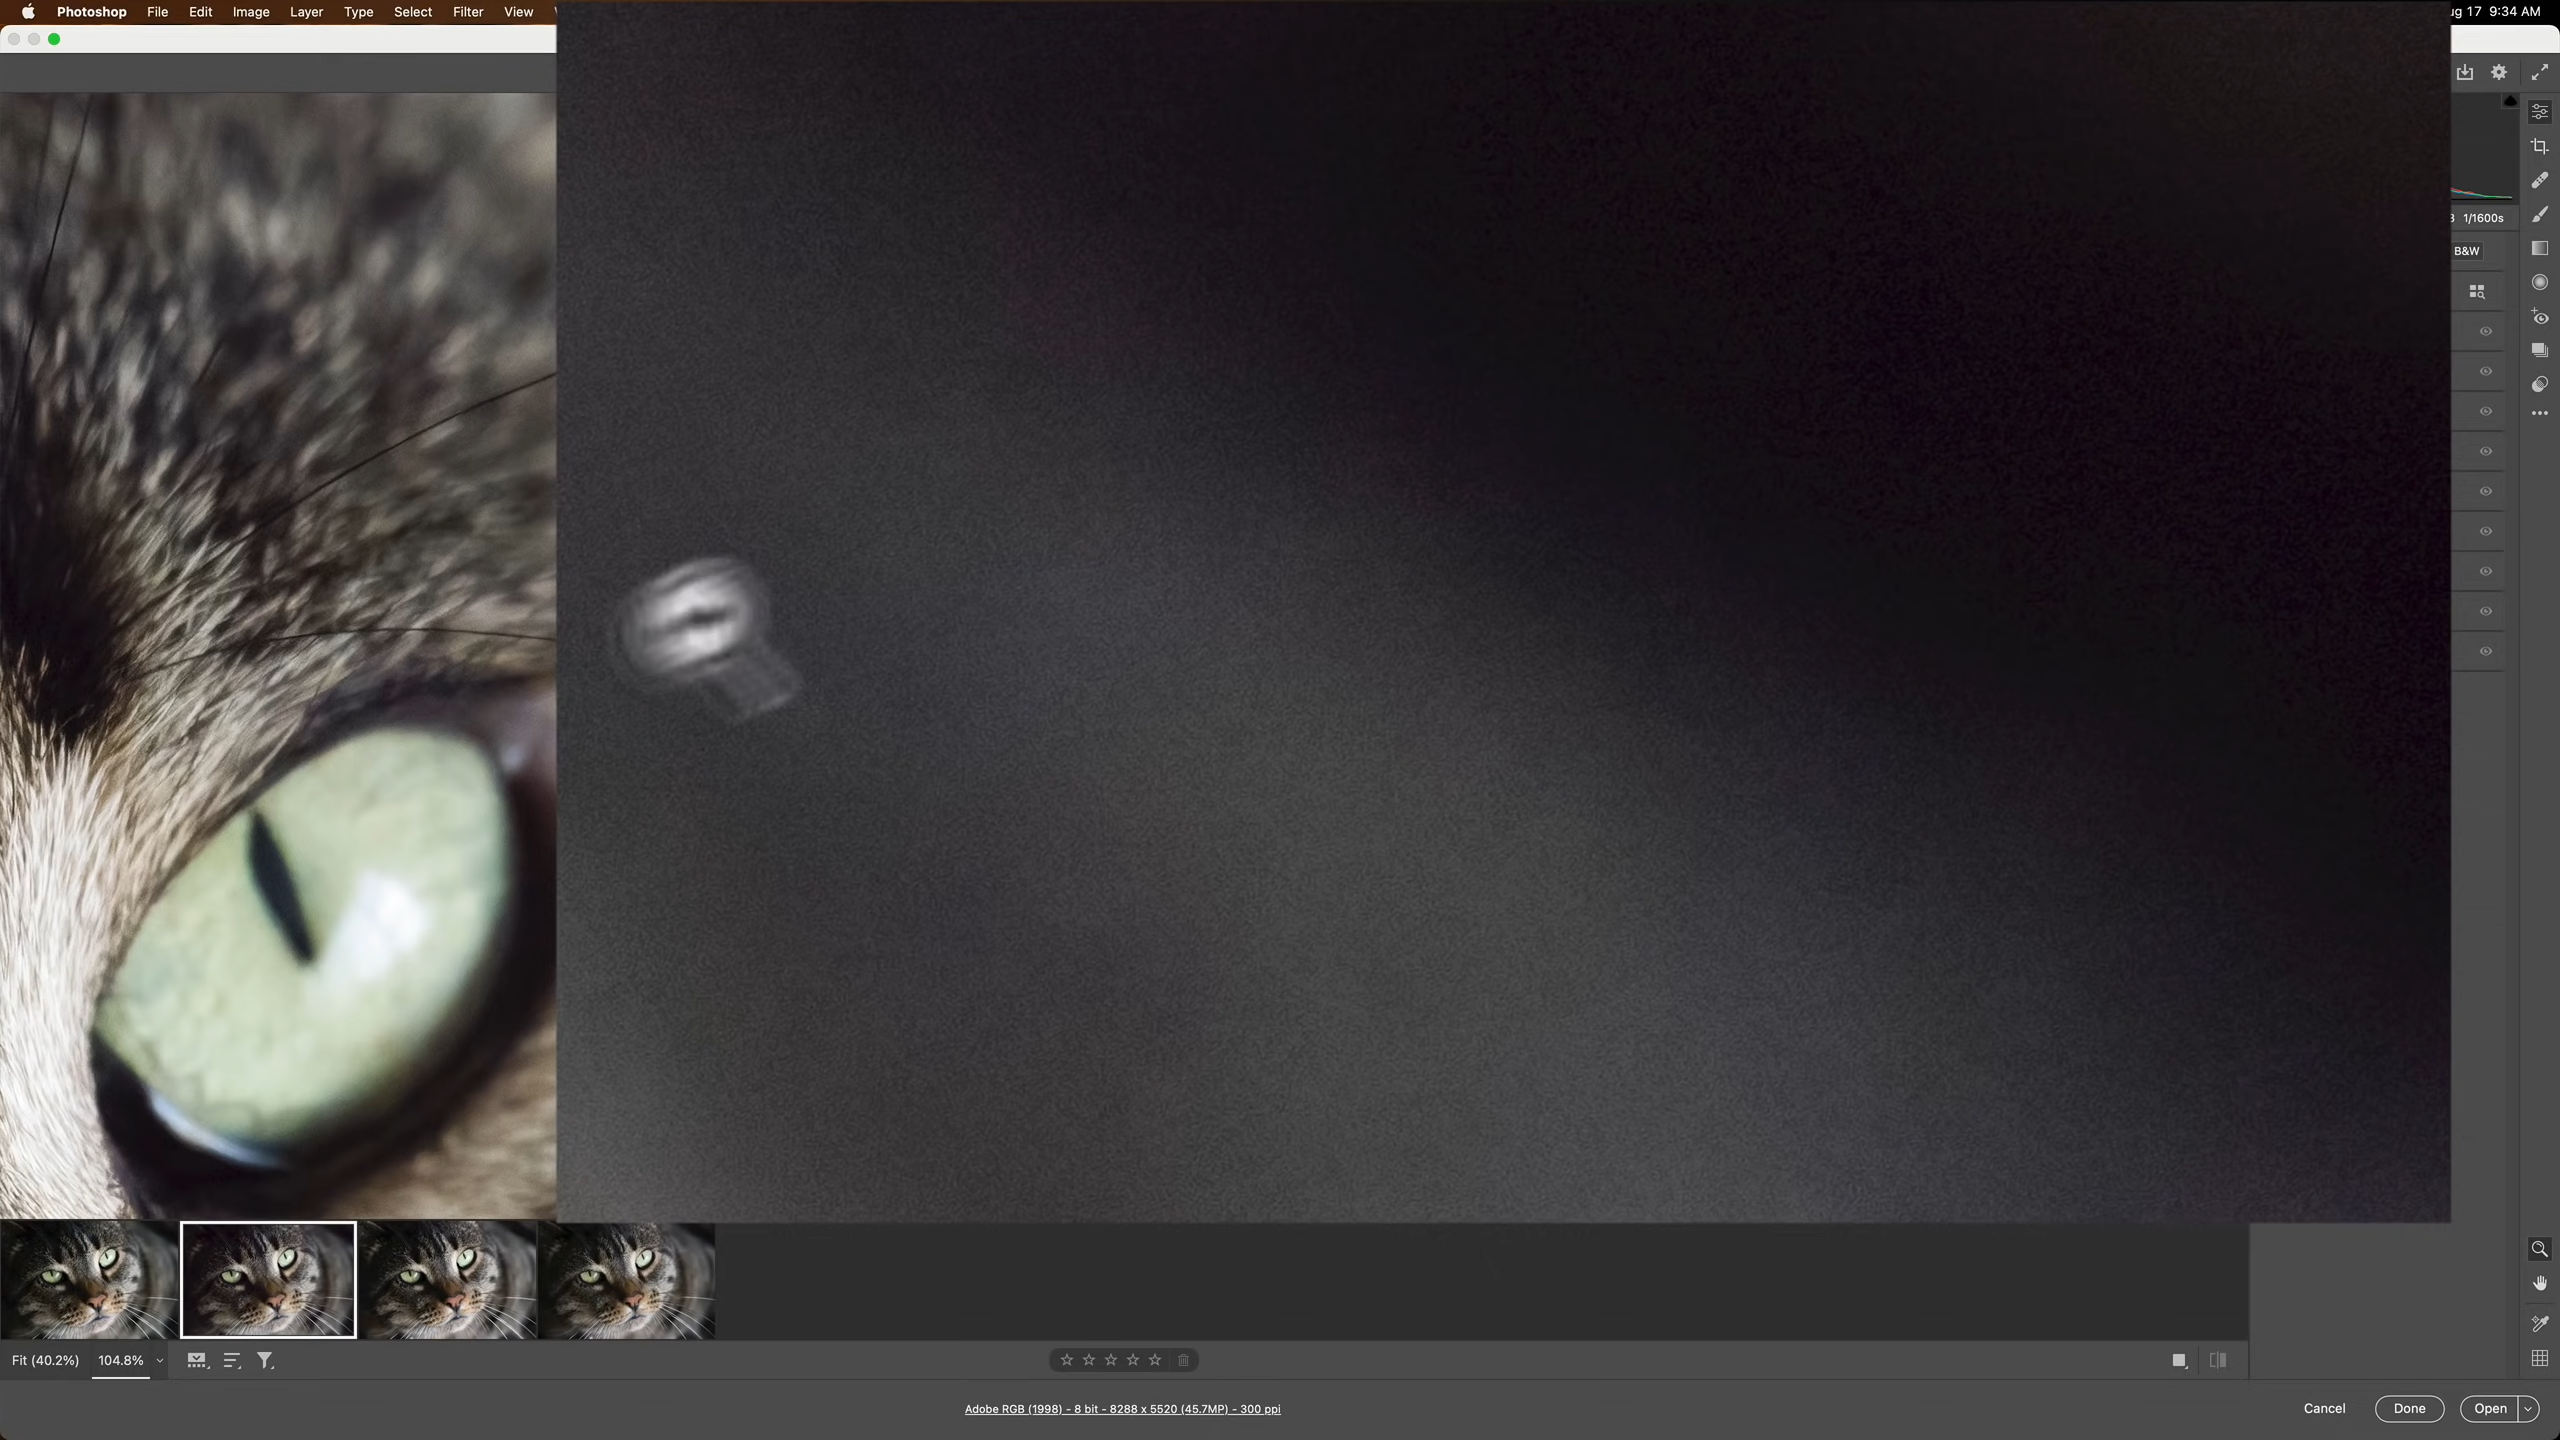 Photoshop File Edit Image Layer Type Select Filter View
ug 17 9:34 AM
1/1600s
B&W
Fit (40.2%) 104.8%
Adobe RGB (1998) - 8 bit - 8288 x 5520 (45.7MP) - 300 ppi
Cancel Done Open